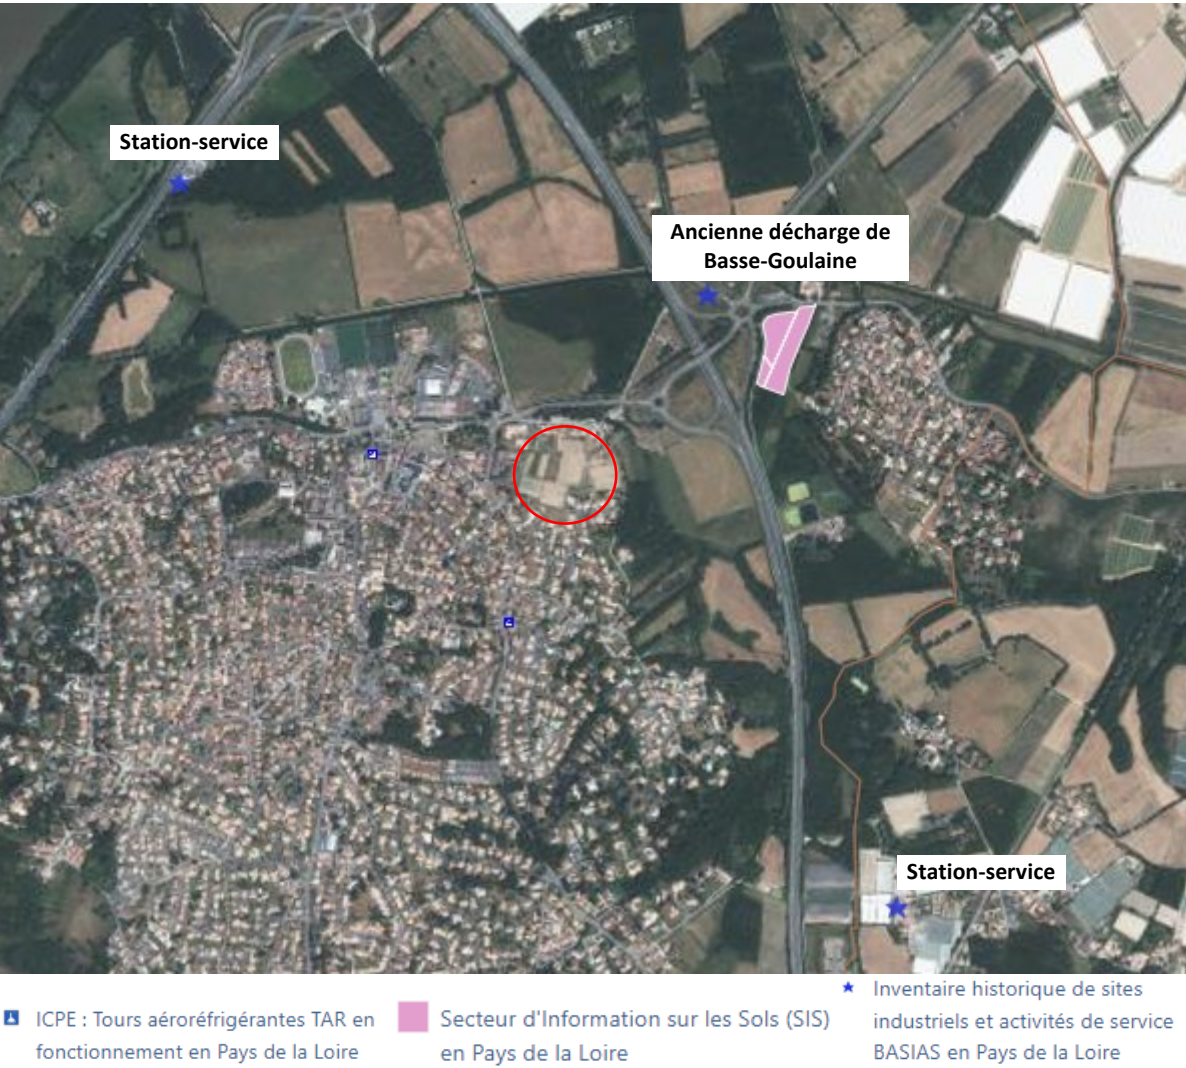 Station-service
Ancienne décharge de
Basse-Goulaine
Station-service
ICPE : Tours aéroréfrigérantes TAR en
fonctionnement en Pays de la Loire
Secteur d'Information sur les Sols (SIS)
en Pays de la Loire
Inventaire historique de sites
industriels et activités de service
BASIAS en Pays de la Loire